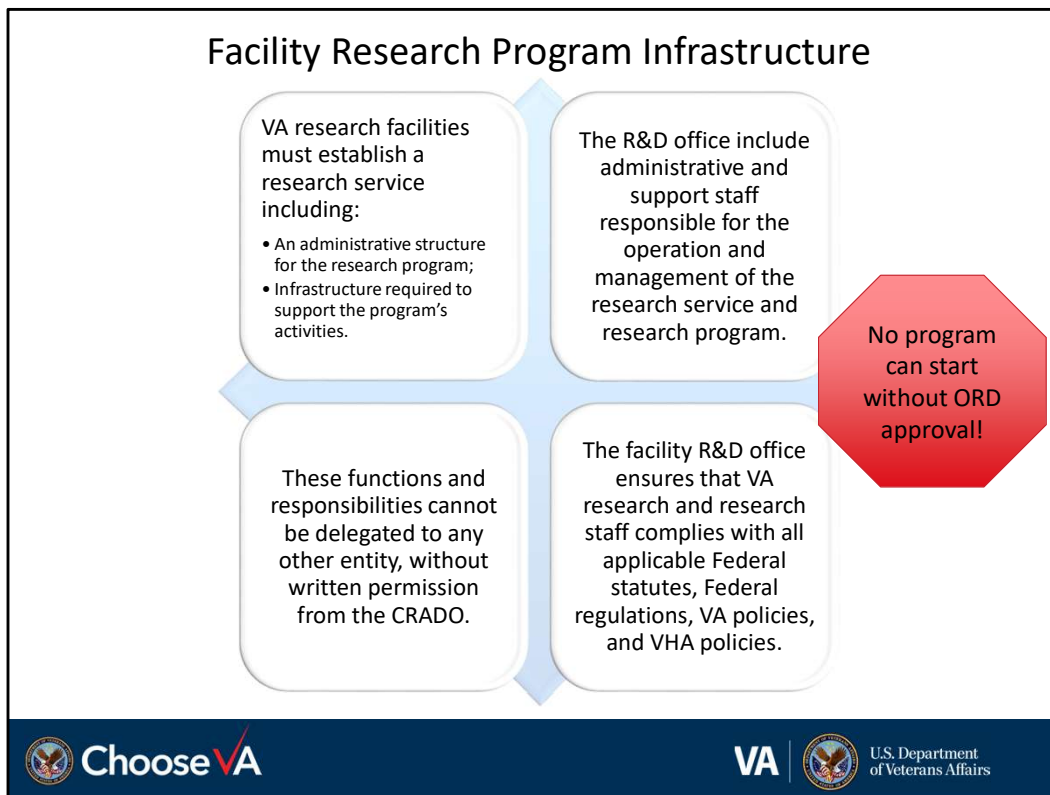 Facility Research Program Infrastructure
VA research facilities
must establish a
research service
including:
• An administrative structure
for the research program;
• Infrastructure required to
support the program's
activities.
The R&D office include
administrative and
support staff
responsible for the
operation and
management of the
research service and
research program.
No program
can start
without ORD
approval!
These functions and
responsibilities cannot
be delegated to any
other entity, without
written permission
from the CRADO.
The facility R&D office
ensures that VA
research and research
staff complies with all
applicable Federal
statutes, Federal
regulations, VA policies,
and VHA policies.
Choose VA
VA
U.S. Department
of Veterans Affairs